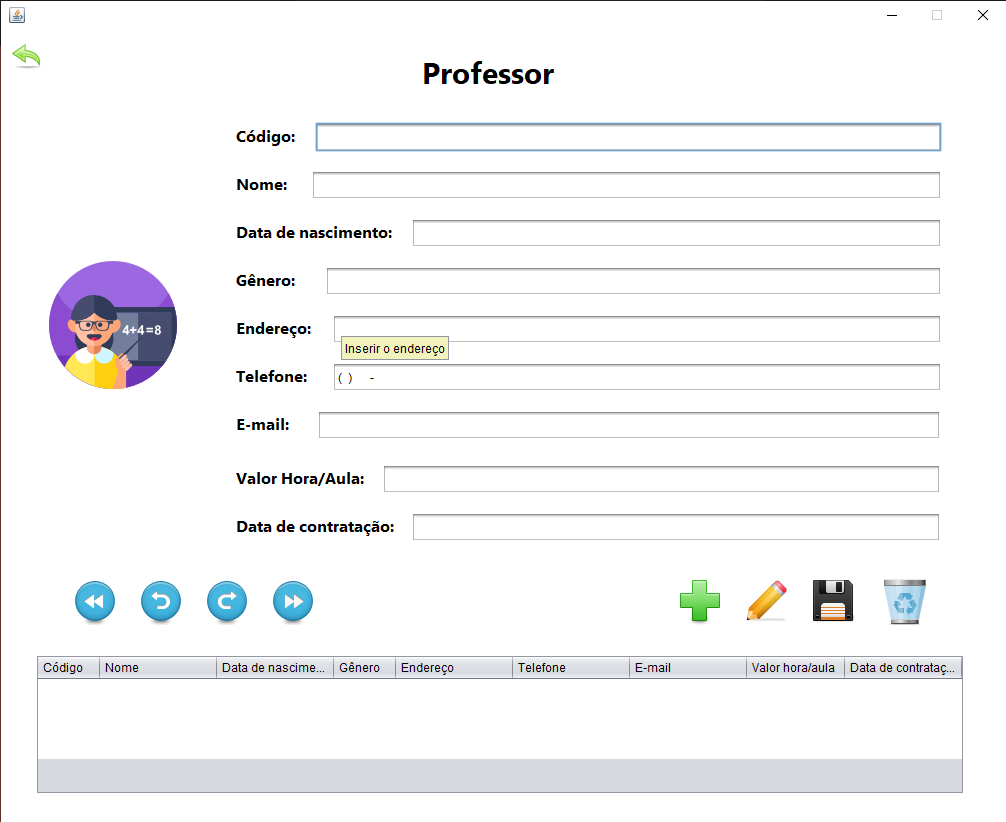 Professor
Código:
Nome:
Data de nascimento:
Gênero:
4+4=8
Endereço:
Inserir o endereço
Telefone: ( ) -
E-mail:
Valor Hora/Aula:
Data de contratação:
Código Nome Data de nascime... Gênero Endereço Telefone E-mail Valor hora/aula Data de contrataç...